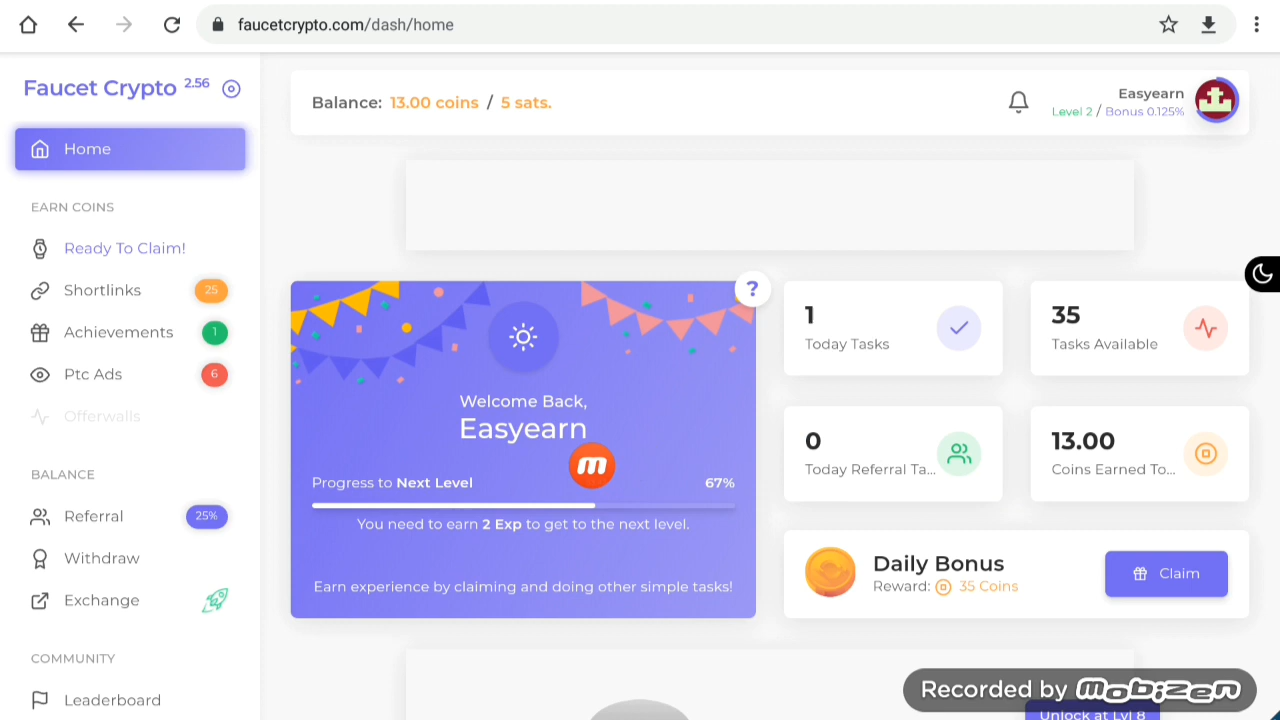 faucetcrypto.com/dash/home
Faucet Crypto 2.56
Balance: 13.00 coins / 5 sats.
Easyearn
Level 2 / Bonus 0.125%
Home
EARN COINS
Ready To Claim!
Shortlinks 25
Achievements 1
Ptc Ads 6
Offerwalls
BALANCE
Referral 25%
Withdraw
Exchange
COMMUNITY
Leaderboard
?
Welcome Back,
Easyearn
Progress to Next Level 67%
You need to earn 2 Exp to get to the next level.
Earn experience by claiming and doing other simple tasks!
1
Today Tasks
35
Tasks Available
0
Today Referral Ta...
13.00
Coins Earned To...
Daily Bonus
Reward: 35 Coins
Claim
Recorded by Mobizen
Unlock at Lvl 8